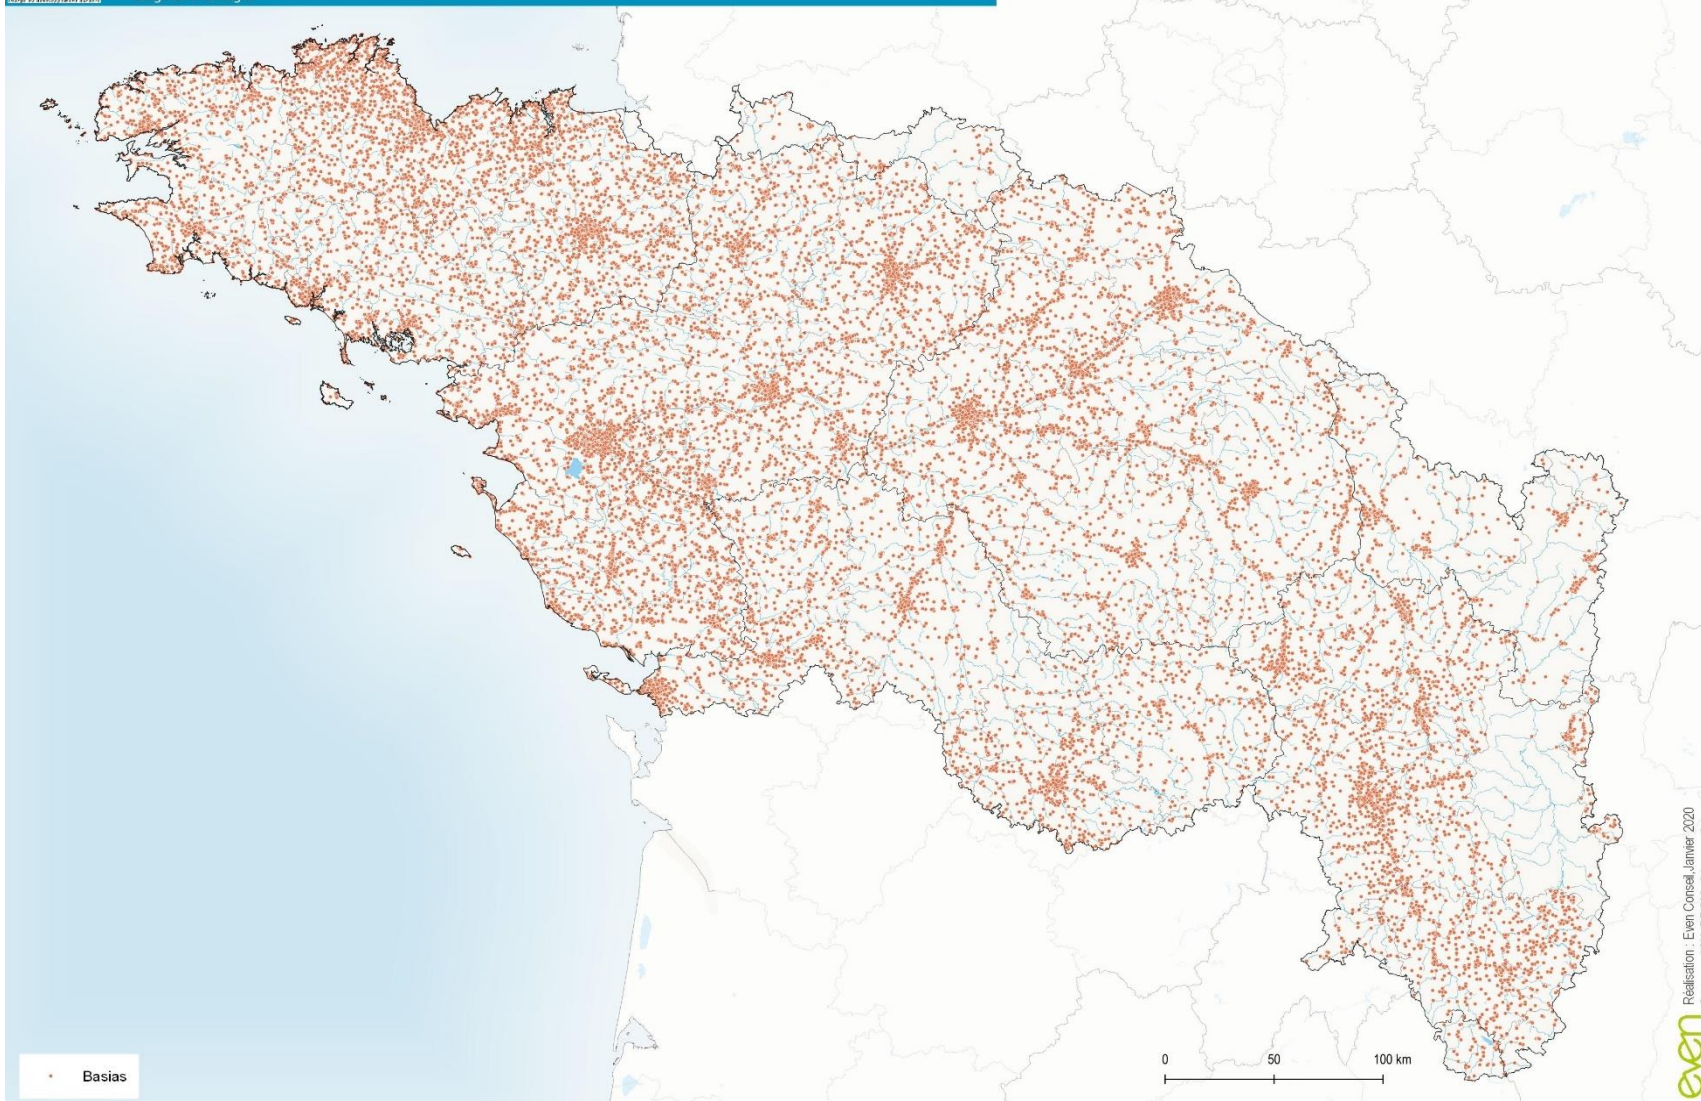 Basias
0 50 100 km
Réalisation : Even Conseil, Janvier 2020
even